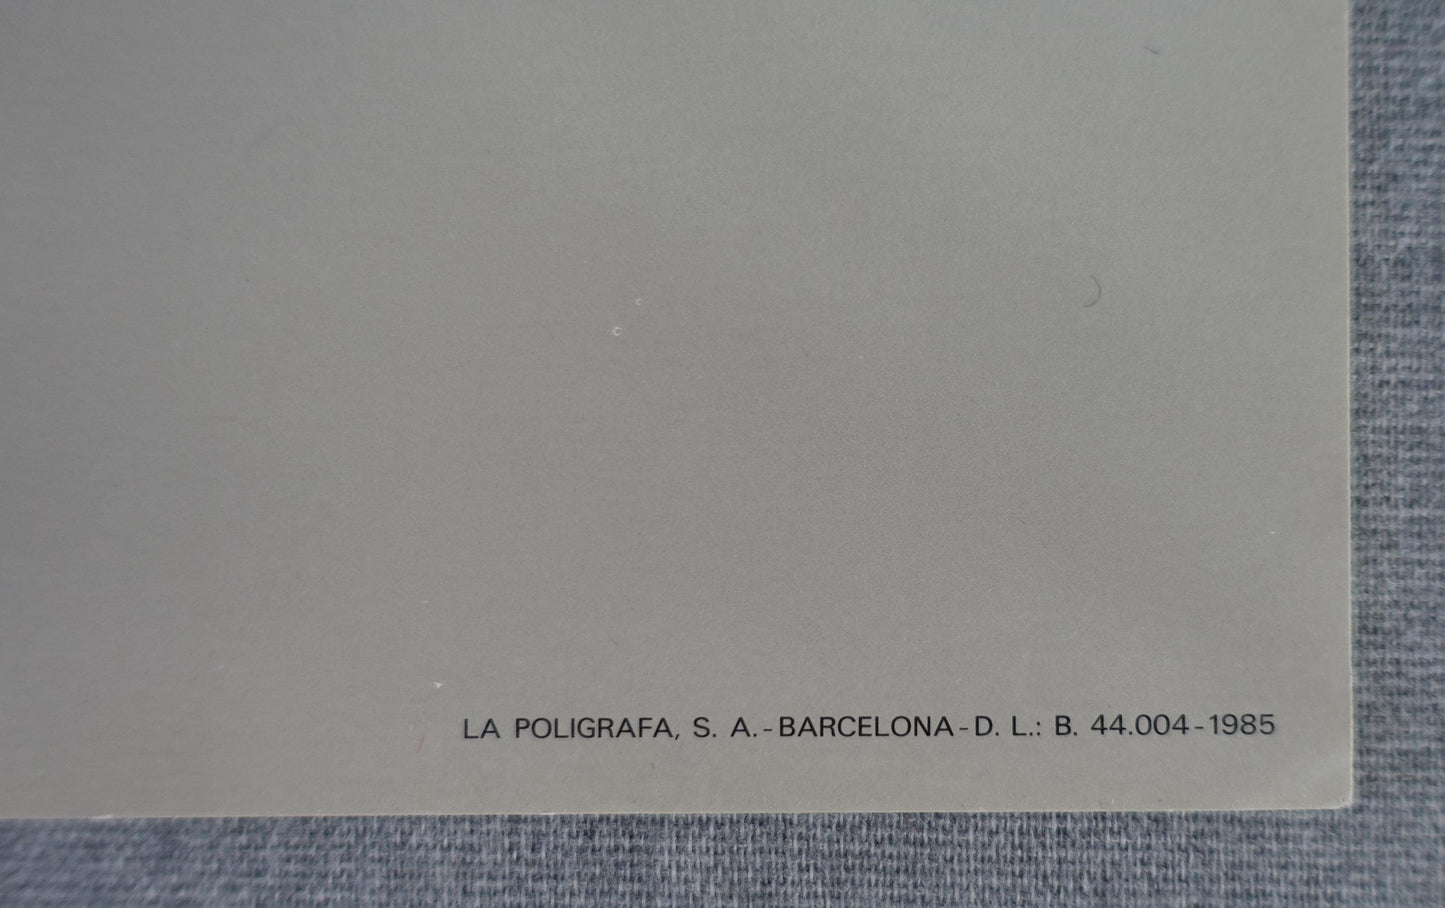 LA POLIGRAFA, S. A.-BARCELONA-D. L.: B. 44.004-1985